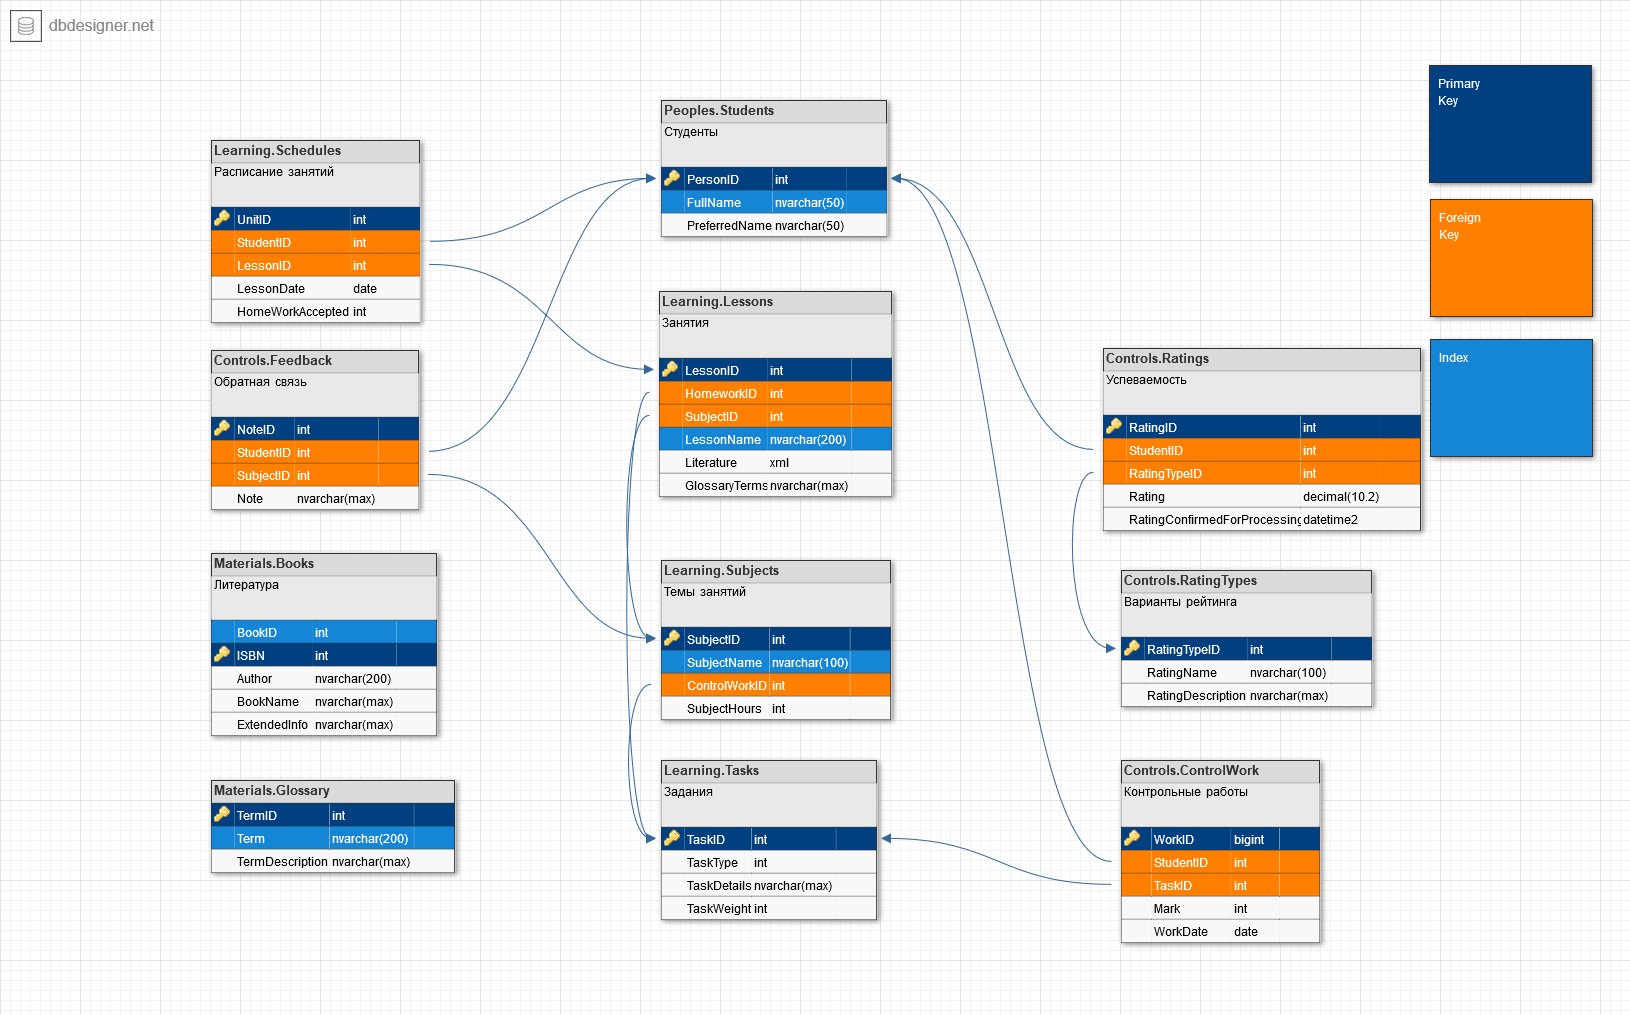 dbdesigner.net
Learning.Schedules
Расписание занятий
UnitID int
StudentID int
LessonID int
LessonDate date
HomeWorkAccepted int
Controls.Feedback
Обратная связь
NoteID int
StudentID int
SubjectID int
Note nvarchar(max)
Materials.Books
Литература
BookID int
ISBN int
Author nvarchar(200)
BookName nvarchar(max)
ExtendedInfo nvarchar(max)
Materials.Glossary
TermID int
Term nvarchar(200)
TermDescription nvarchar(max)
Peoples.Students
Студенты
PersonID int
FullName nvarchar(50)
PreferredName nvarchar(50)
Learning.Lessons
Занятия
LessonID int
HomeworkID int
SubjectID int
LessonName nvarchar(200)
Literature xml
GlossaryTerms nvarchar(max)
Learning.Subjects
Темы занятий
SubjectID int
SubjectName nvarchar(100)
ControlWorkID int
SubjectHours int
Learning.Tasks
Задания
TaskID int
TaskType int
TaskDetails nvarchar(max)
TaskWeight int
Controls.Ratings
Успеваемость
RatingID int
StudentID int
RatingTypeID int
Rating decimal(10.2)
RatingConfirmedForProcessing datetime2
Controls.RatingTypes
Варианты рейтинга
RatingTypeID int
RatingName nvarchar(100)
RatingDescription nvarchar(max)
Controls.ControlWork
Контрольные работы
WorkID bigint
StudentID int
TaskID int
Mark int
WorkDate date
Primary
Key
Foreign
Key
Index